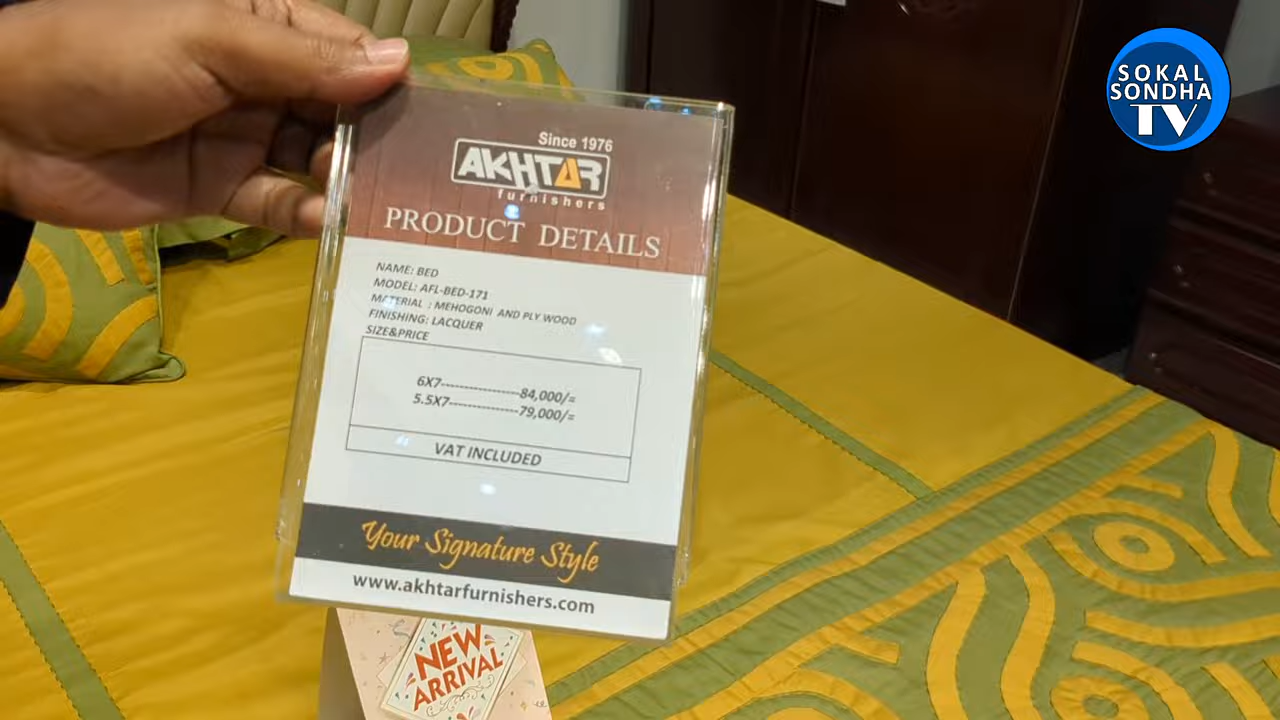 SOKAL
SONDHA
TV
Since 1976
AKHTAR
furnishers
PRODUCT DETAILS
NAME: BED
MODEL: AFL-BED-171
MATERIAL : MEHOGONI AND PLY WOOD
FINISHING: LACQUER
SIZE&PRICE
6X7--------------------84,000/=
5.5X7------------------79,000/=
VAT INCLUDED
Your Signature Style
www.akhtarfurnishers.com
NEW
ARRIVAL